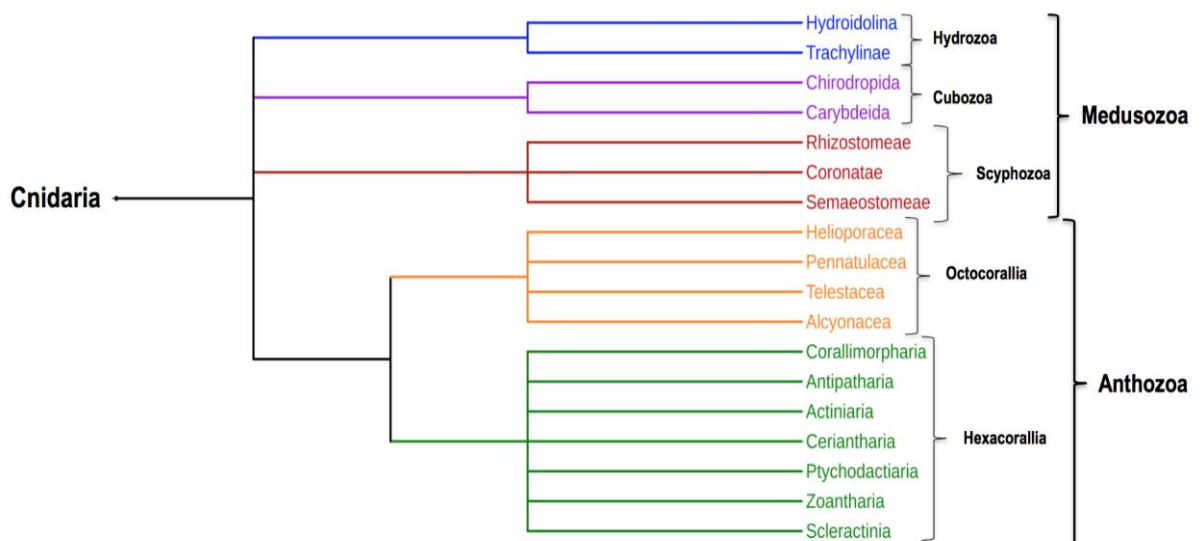 Hydroidolina
Hydrozoa
Trachylinae
Chirodropida
Cubozoa
Carybdeida
Medusozoa
Rhizostomeae
Coronatae
Scyphozoa
Semaeostomeae
Cnidaria
Helioporacea
Pennatulacea
Octocorallia
Telestacea
Alcyonacea
Corallimorpharia
Antipatharia
Anthozoa
Actiniaria
Ceriantharia
Hexacorallia
Ptychodactiaria
Zoantharia
Scleractinia